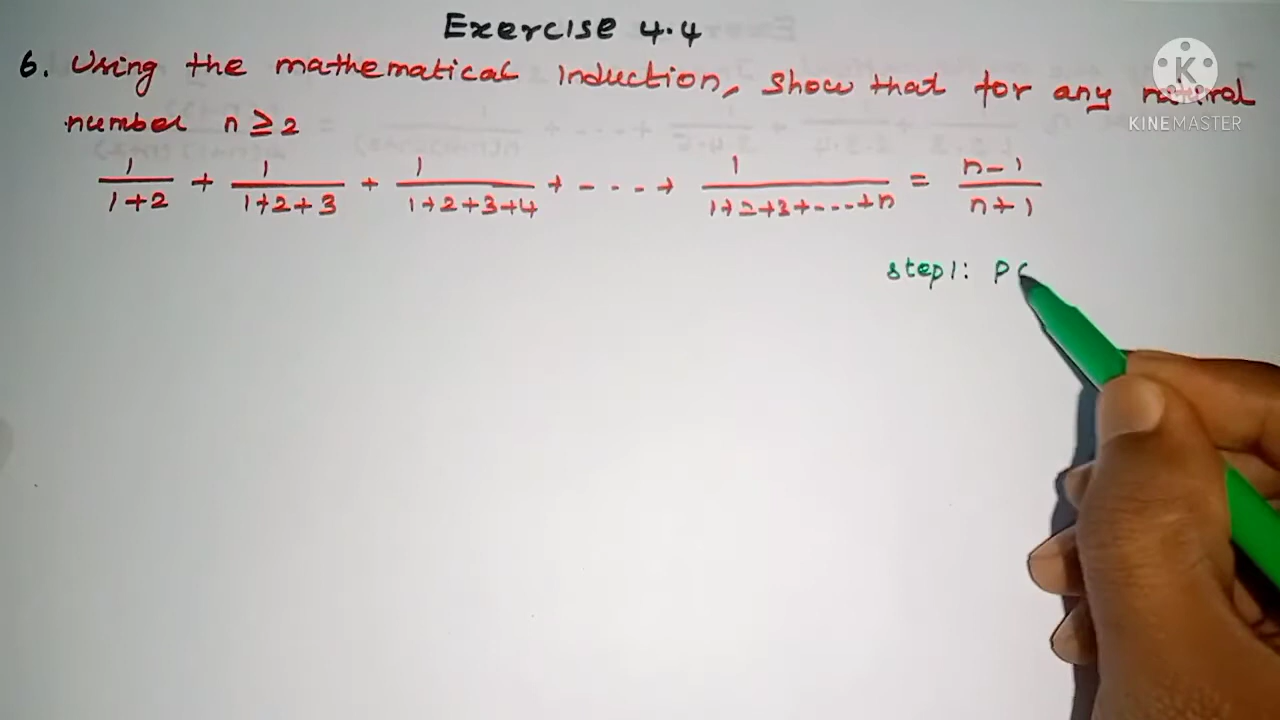 Exercise 4.4
6. Using the mathematical induction, show that for any natural
number n ≥ 2
1/(1+2) + 1/(1+2+3) + 1/(1+2+3+4) + - - - + 1/(1+2+3+---+n) = (n-1)/(n+1)
step1: P(
K
KINEMASTER